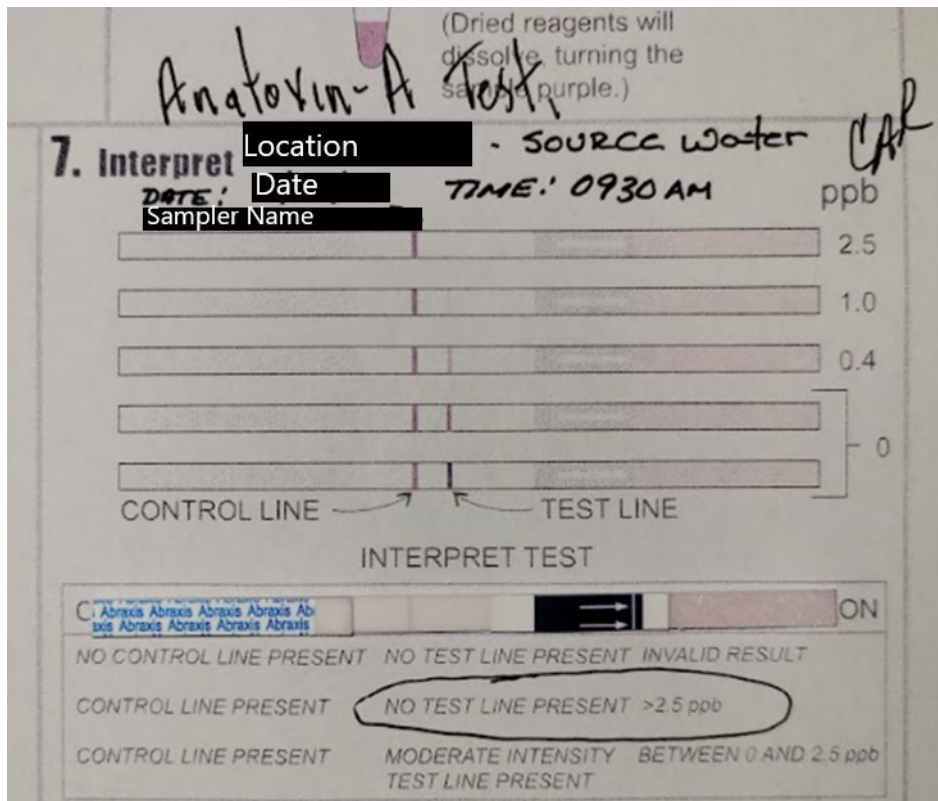 (Dried reagents will
dissolve, turning the
sample purple.)
Anatoxin-A Test,
7. Interpret Location - SOURCE Water
CAR
DATE: Date TIME: 0930 AM
ppb
Sampler Name
2.5
1.0
0.4
0
CONTROL LINE TEST LINE
INTERPRET TEST
C Abraxis Abraxis Abraxis Abraxis Ab ON
axis Abraxis Abraxis Abraxis Abraxis
NO CONTROL LINE PRESENT NO TEST LINE PRESENT INVALID RESULT
CONTROL LINE PRESENT NO TEST LINE PRESENT >2.5 ppb
CONTROL LINE PRESENT MODERATE INTENSITY BETWEEN 0 AND 2.5 ppb
TEST LINE PRESENT